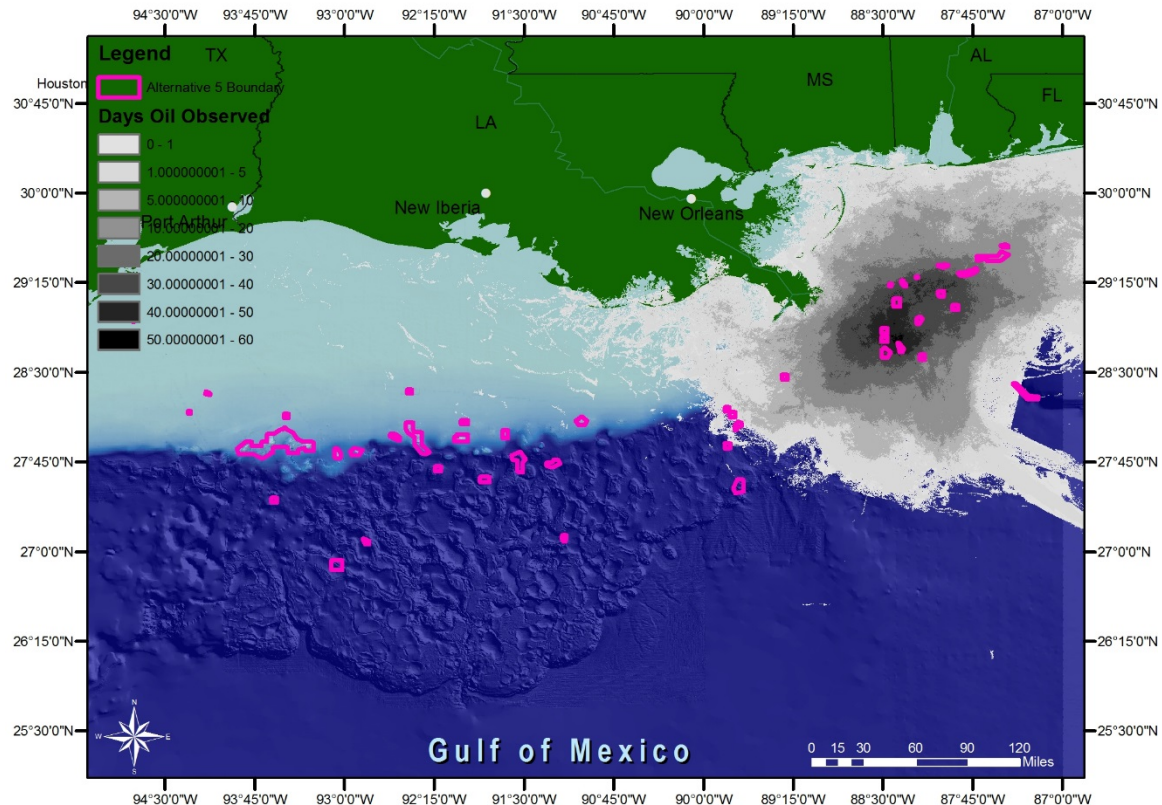 94°30'0"W 93°45'0"W 93°0'0"W 92°15'0"W 91°30'0"W 90°45'0"W 90°0'0"W 89°15'0"W 88°30'0"W 87°45'0"W 87°0'0"W
Legend
TX
AL
MS
Houston
Alternative 5 Boundary
FL
30°45'0"N
30°45'0"N
Days Oil Observed
LA
0 - 1
1.000000001 - 5
5.000000001 - 10
30°0'0"N
30°0'0"N
New Iberia
New Orleans
Port Arthur
10.00000001 - 20
20.00000001 - 30
29°15'0"N
29°15'0"N
30.00000001 - 40
40.00000001 - 50
50.00000001 - 60
28°30'0"N
28°30'0"N
27°45'0"N
27°45'0"N
27°0'0"N
27°0'0"N
26°15'0"N
26°15'0"N
25°30'0"N
25°30'0"N
N
W E
S
Gulf of Mexico
0 15 30 60 90 120
Miles
94°30'0"W 93°45'0"W 93°0'0"W 92°15'0"W 91°30'0"W 90°45'0"W 90°0'0"W 89°15'0"W 88°30'0"W 87°45'0"W 87°0'0"W